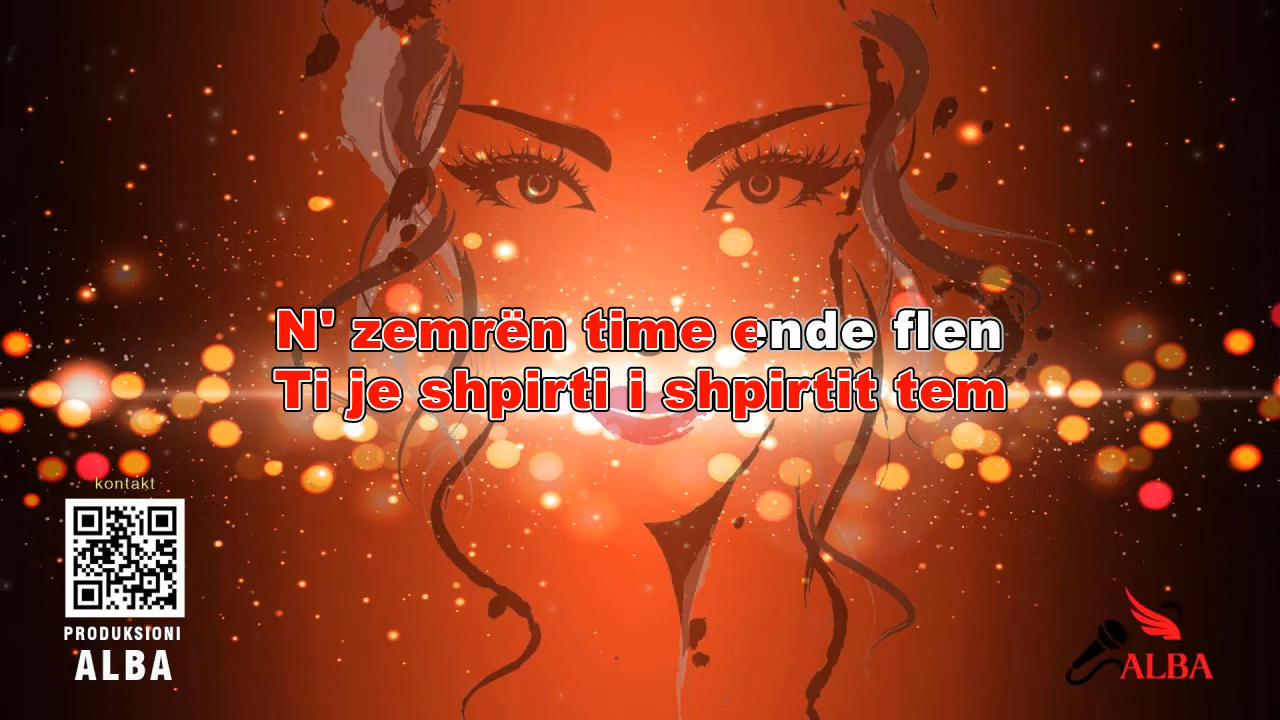 N' zemrën time ende flen
Ti je shpirti i shpirtit tem
kontakt
PRODUKSIONI
ALBA
ALBA